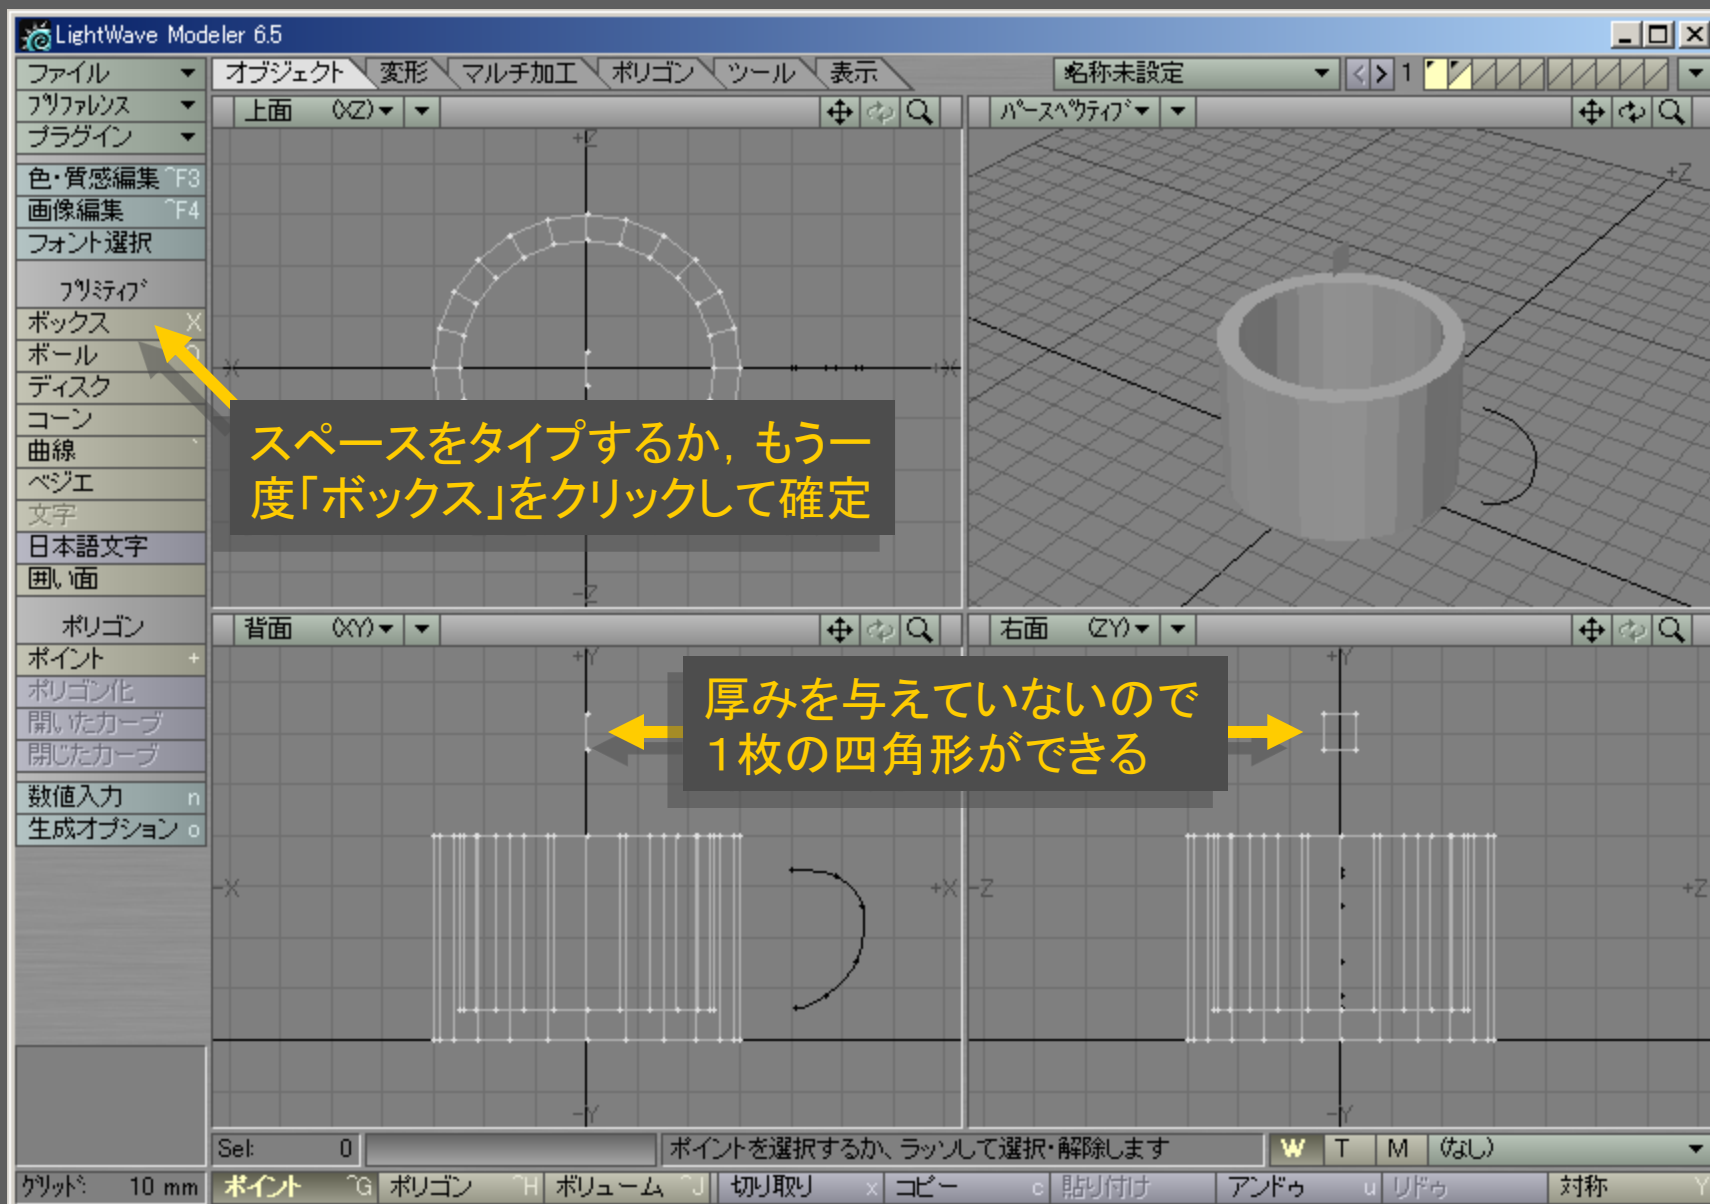 LightWave Modeler 6.5
ファイル
オブジェクト 変形 マルチ加工 ポリゴン ツール 表示
名称未設定
1
プリファレンス
上面 (XZ)
パースペクティブ
プラグイン
色・質感編集 ^F3
画像編集 ^F4
フォント選択
プリミティブ
ボックス X
ボール
ディスク
コーン
曲線 `
ベジエ
文字
日本語文字
囲い面
スペースをタイプするか，もう一
度「ボックス」をクリックして確定
+Z
-X
+X
-Z
+Z
ポリゴン
背面 (XY)
右面 (ZY)
ポイント +
ポリゴン化
開いたカーブ
閉じたカーブ
数値入力 n
生成オプション o
+Y
+Y
厚みを与えていないので
１枚の四角形ができる
-X
+X
-Z
+Z
-Y
-Y
Sel: 0
ポイントを選択するか、ラッソして選択・解除します
W T M (なし)
グリッド: 10 mm
ポイント ^G ポリゴン ^H ボリューム ^J 切り取り x コピー c 貼り付け アンドゥ u リドゥ 対称 Y